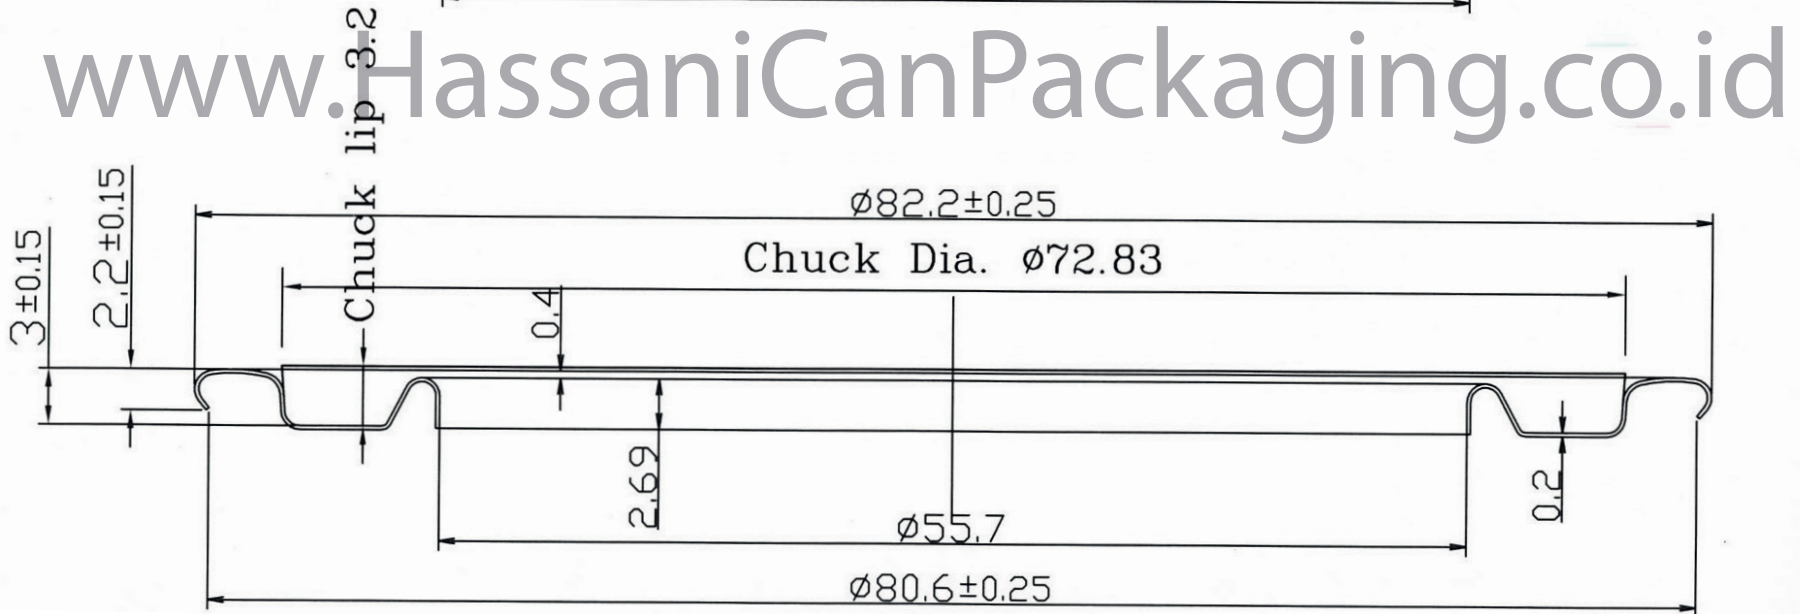 www.HassaniCanPackaging.co.id
Chuck lip 3.2
3±0.15
2.2±0.15
ø82.2±0.25
Chuck Dia. ø72.83
0.4
2.69
0.2
ø55.7
ø80.6±0.25